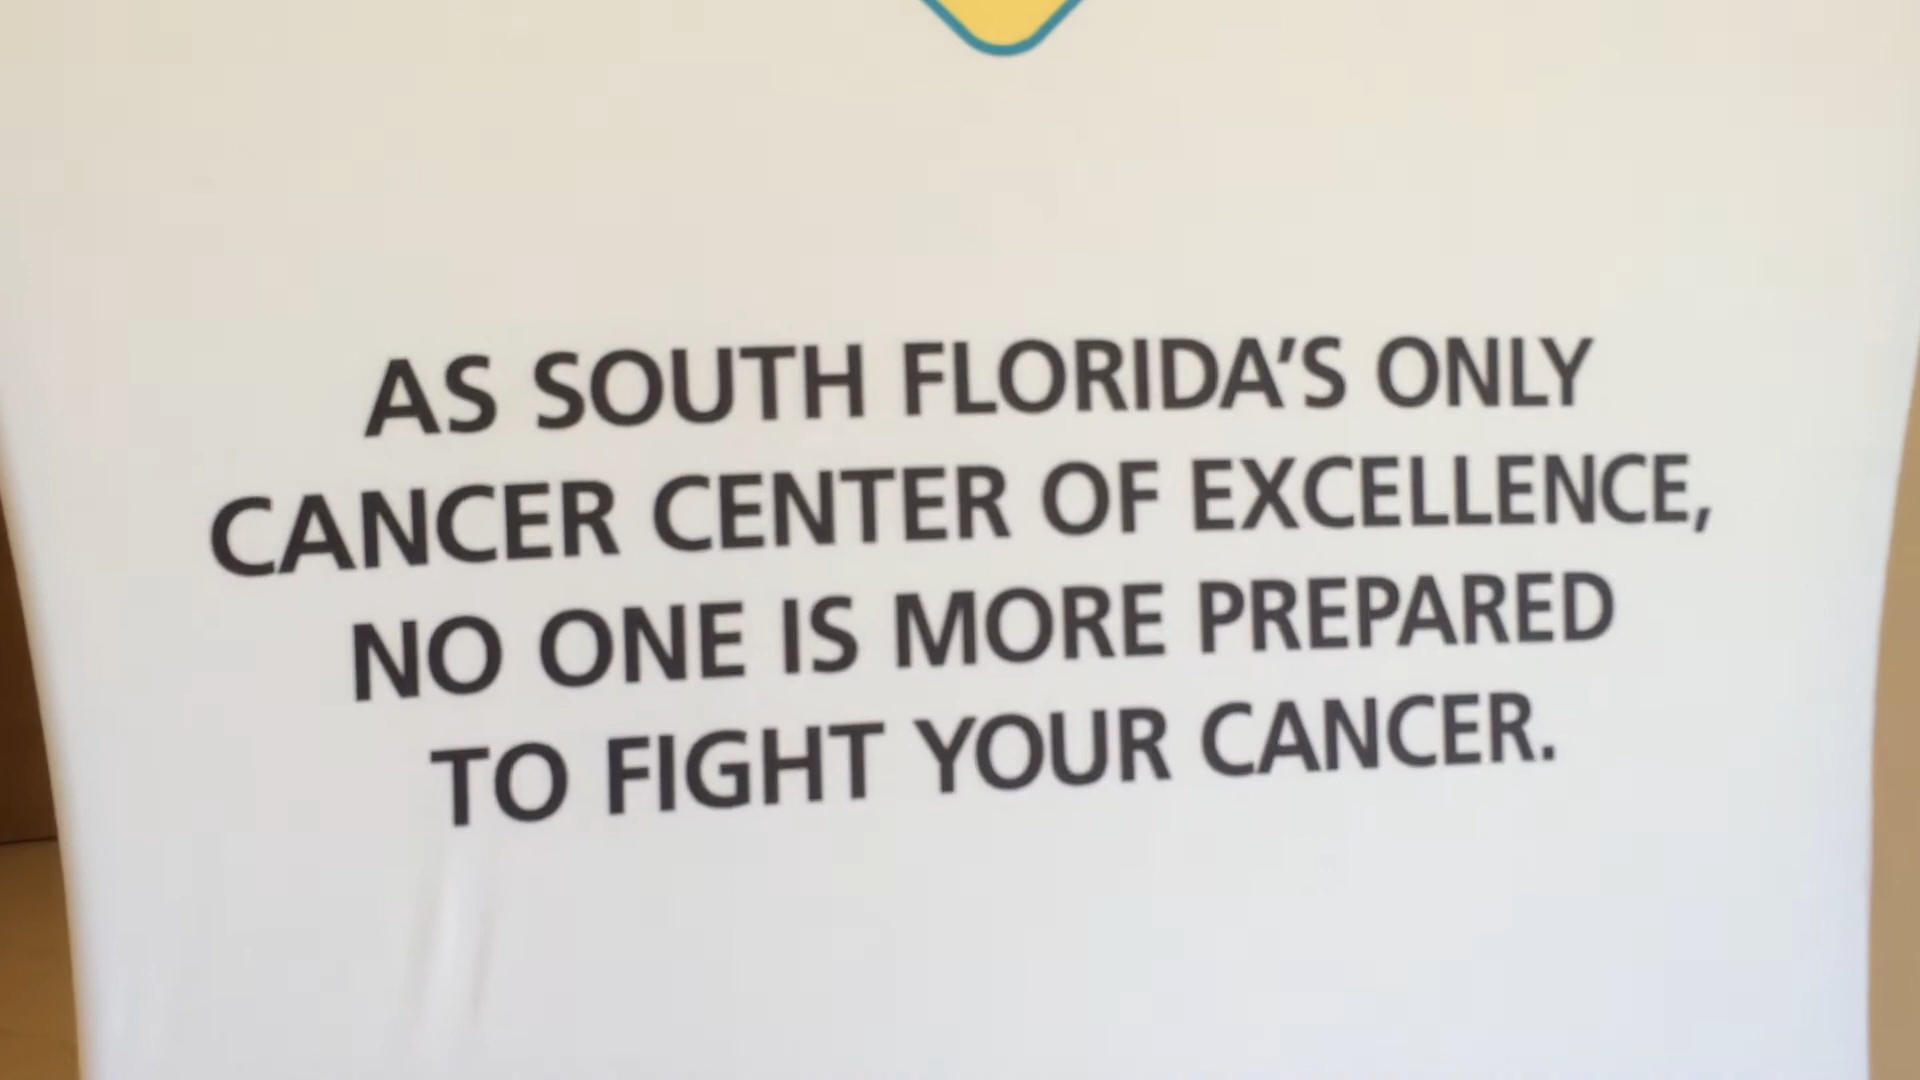 AS SOUTH FLORIDA'S ONLY
CANCER CENTER OF EXCELLENCE,
NO ONE IS MORE PREPARED
TO FIGHT YOUR CANCER.